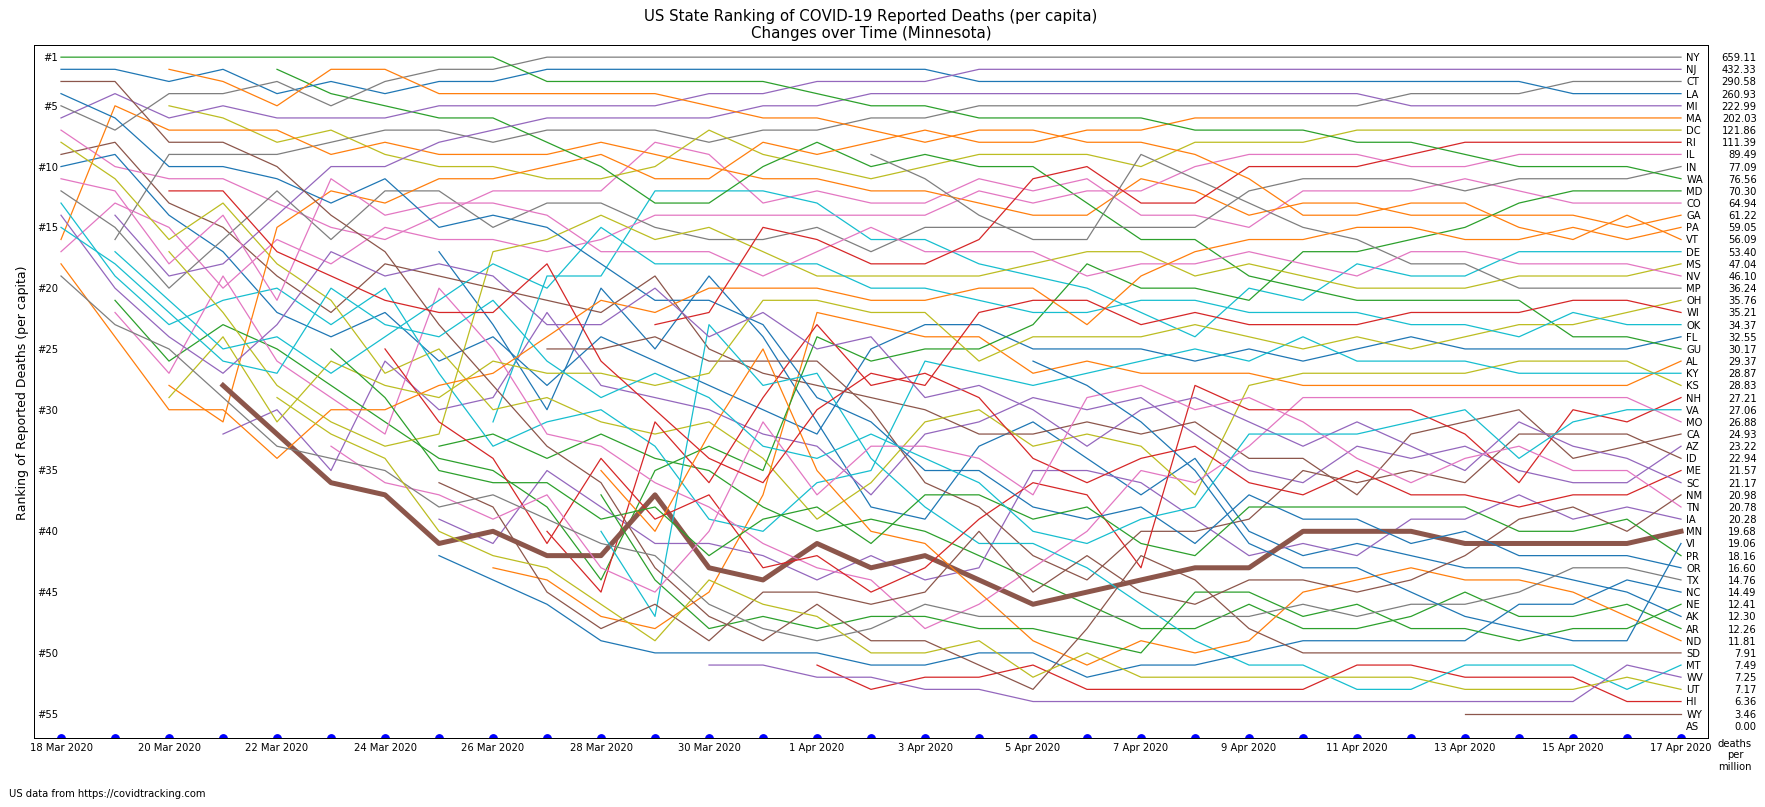 US State Ranking of COVID-19 Reported Deaths (per capita)
Changes over Time (Minnesota)
Ranking of Reported Deaths (per capita)
#1
#5
#10
#15
#20
#25
#30
#35
#40
#45
#50
#55
NY 659.11
NJ 432.33
CT 290.58
LA 260.93
MI 222.99
MA 202.03
DC 121.86
RI 111.39
IL 89.49
IN 77.09
WA 76.56
MD 70.30
CO 64.94
GA 61.22
PA 59.05
VT 56.09
DE 53.40
MS 47.04
NV 46.10
MP 36.24
OH 35.76
WI 35.21
OK 34.37
FL 32.55
GU 30.17
AL 29.37
KY 28.87
KS 28.83
NH 27.21
VA 27.06
MO 26.88
CA 24.93
AZ 23.22
ID 22.94
ME 21.57
SC 21.17
NM 20.98
TN 20.78
IA 20.28
MN 19.68
VI 19.06
PR 18.16
OR 16.60
TX 14.76
NC 14.49
NE 12.41
AK 12.30
AR 12.26
ND 11.81
SD 7.91
MT 7.49
WV 7.25
UT 7.17
HI 6.36
WY 3.46
AS 0.00
18 Mar 2020 20 Mar 2020 22 Mar 2020 24 Mar 2020 26 Mar 2020 28 Mar 2020 30 Mar 2020 1 Apr 2020 3 Apr 2020 5 Apr 2020 7 Apr 2020 9 Apr 2020 11 Apr 2020 13 Apr 2020 15 Apr 2020 17 Apr 2020
deaths
per
million
US data from https://covidtracking.com